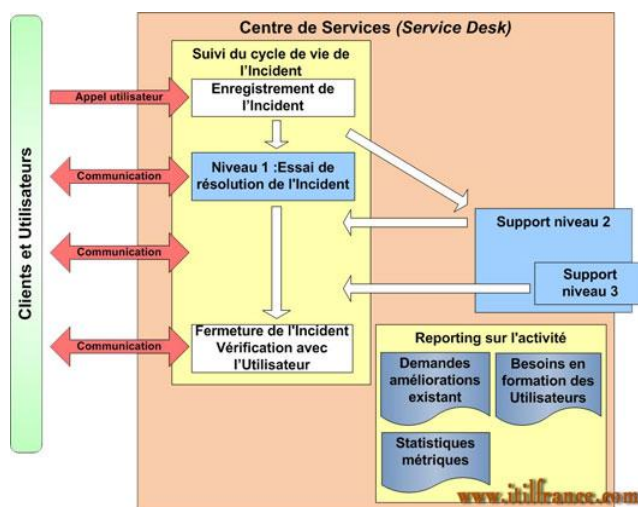 Centre de Services (Service Desk)
Suivi du cycle de vie de
l'Incident
Enregistrement de
l'Incident
Appel utilisateur
Clients et Utilisateurs
Communication
Niveau 1 :Essai de
résolution de l'Incident
Communication
Support niveau 2
Support
niveau 3
Communication
Fermeture de l'Incident
Vérification avec
l'Utilisateur
Reporting sur l'activité
Demandes
améliorations
existant
Besoins en
formation des
Utilisateurs
Statistiques
métriques
www.itilfrance.com